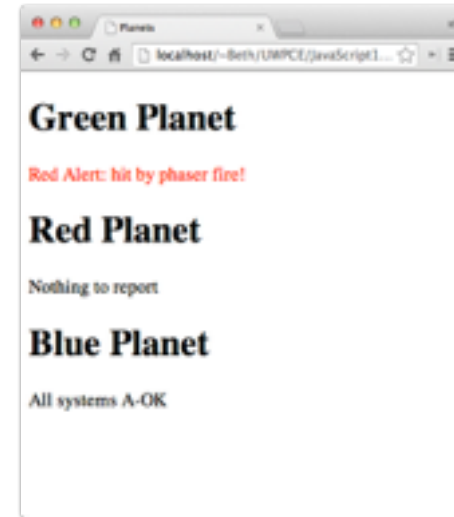 Planets
localhost/~Beth/UWPCE/JavaScript1...
Green Planet
Red Alert: hit by phaser fire!
Red Planet
Nothing to report
Blue Planet
All systems A-OK